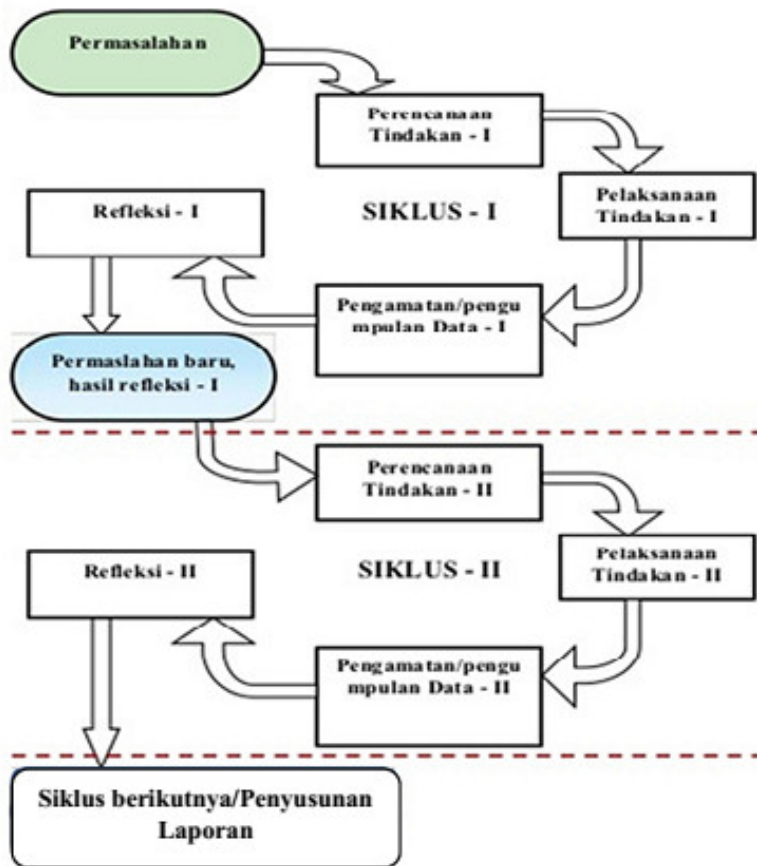 Permasalahan
Perencanaan
Tindakan - I
Pelaksanaan
Tindakan - I
SIKLUS - I
Refleksi - I
Pengamatan/pengu
mpulan Data - I
Permaslahan baru,
hasil refleksi - I
Perencanaan
Tindakan - II
Pelaksanaan
Tindakan - II
SIKLUS - II
Refleksi - II
Pengamatan/pengu
mpulan Data - II
Siklus berikutnya/Penyusunan
Laporan